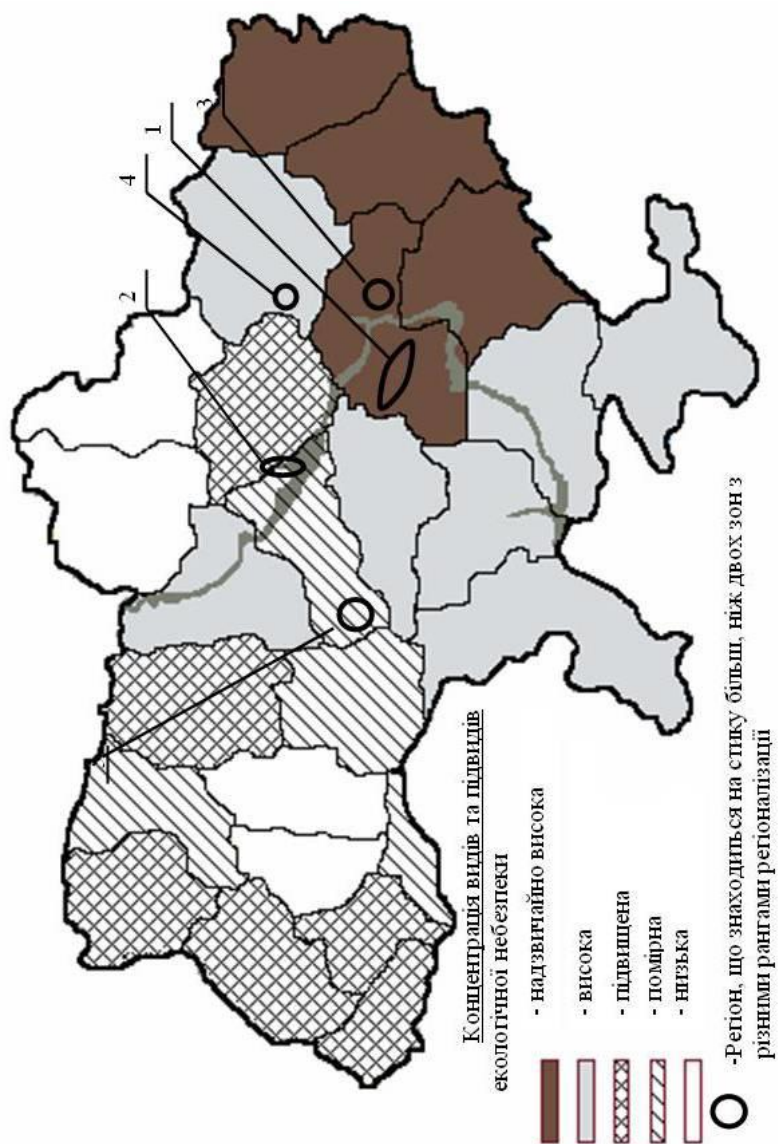 2
4
1
3
Концентрація видів та підвидів
екологічної небезпеки
- надзвичайно висока
- висока
- підвищена
- помірна
- низька
-Регіон, що знаходиться на стику більш, ніж двох зон з
різними рангами регіоналізації